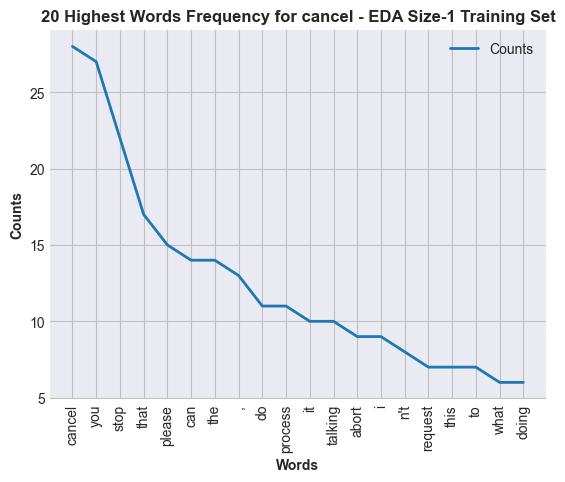 20 Highest Words Frequency for cancel - EDA Size-1 Training Set
Counts
Counts
25
20
15
10
5
cancel
you
stop
that
please
can
the
,
do
process
it
talking
abort
i
n't
request
this
to
what
doing
Words